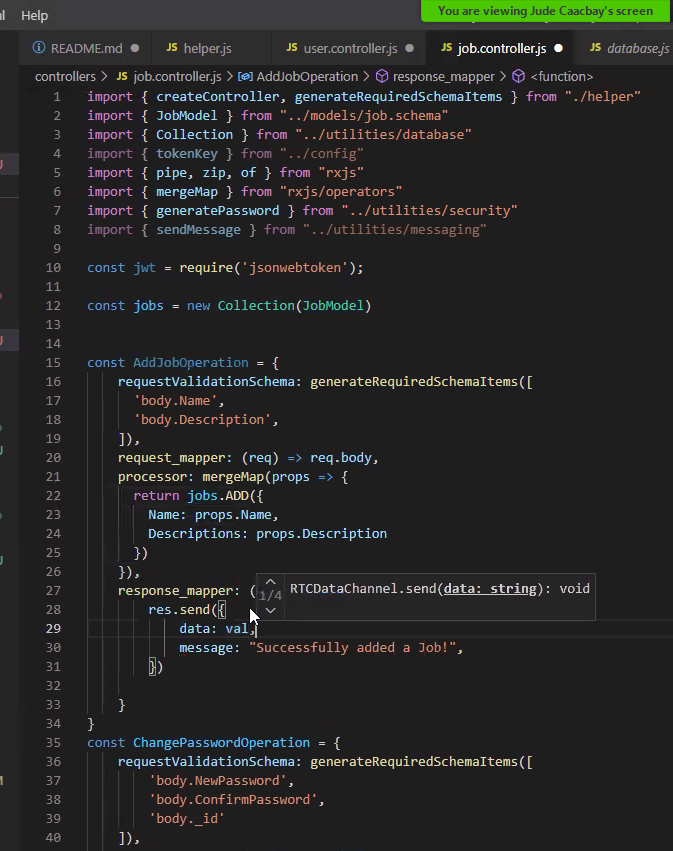 You are viewing Jude Caacbay's screen
l Help
README.md JS helper.js JS user.controller.js JS job.controller.js JS database.js
controllers > JS job.controller.js > AddJobOperation > response_mapper > <function>
1 import { createController, generateRequiredSchemaItems } from "./helper"
2 import { JobModel } from "../models/job.schema"
3 import { Collection } from "../utilities/database"
4 import { tokenKey } from "../config"
5 import { pipe, zip, of } from "rxjs"
6 import { mergeMap } from "rxjs/operators"
7 import { generatePassword } from "../utilities/security"
8 import { sendMessage } from "../utilities/messaging"
9
10 const jwt = require('jsonwebtoken');
11
12 const jobs = new Collection(JobModel)
13
14
15 const AddJobOperation = {
16 requestValidationSchema: generateRequiredSchemaItems([
17 'body.Name',
18 'body.Description',
19 ]),
20 request_mapper: (req) => req.body,
21 processor: mergeMap(props => {
22 return jobs.ADD({
23 Name: props.Name,
24 Descriptions: props.Description
25 })
26 }),
27 response_mapper: (
1/4 RTCDataChannel.send(data: string): void
28 res.send({
29 data: val,
30 message: "Successfully added a Job!",
31 })
32
33 }
34 }
35 const ChangePasswordOperation = {
36 requestValidationSchema: generateRequiredSchemaItems([
37 'body.NewPassword',
38 'body.ConfirmPassword',
39 'body._id'
40 ]),